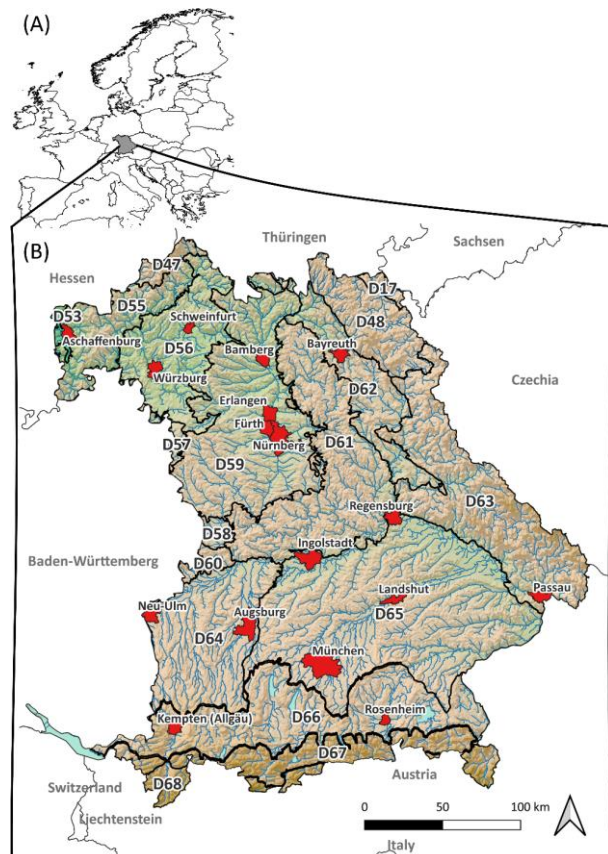 (A)
(B)
Thüringen
Sachsen
Hessen
D47
D17
D55
D48
D53
Schweinfurt
Aschaffenburg
D56
Bamberg
Bayreuth
Würzburg
D62
Czechia
Erlangen
Fürth
D57
Nürnberg
D61
D59
D63
Regensburg
D58
Ingolstadt
Baden-Württemberg
D60
Landshut
Passau
Neu-Ulm
Augsburg
D65
D64
München
Rosenheim
D66
Kempten (Allgäu)
D67
D68
Austria
Switzerland
Liechtenstein
0 50 100 km
Italy